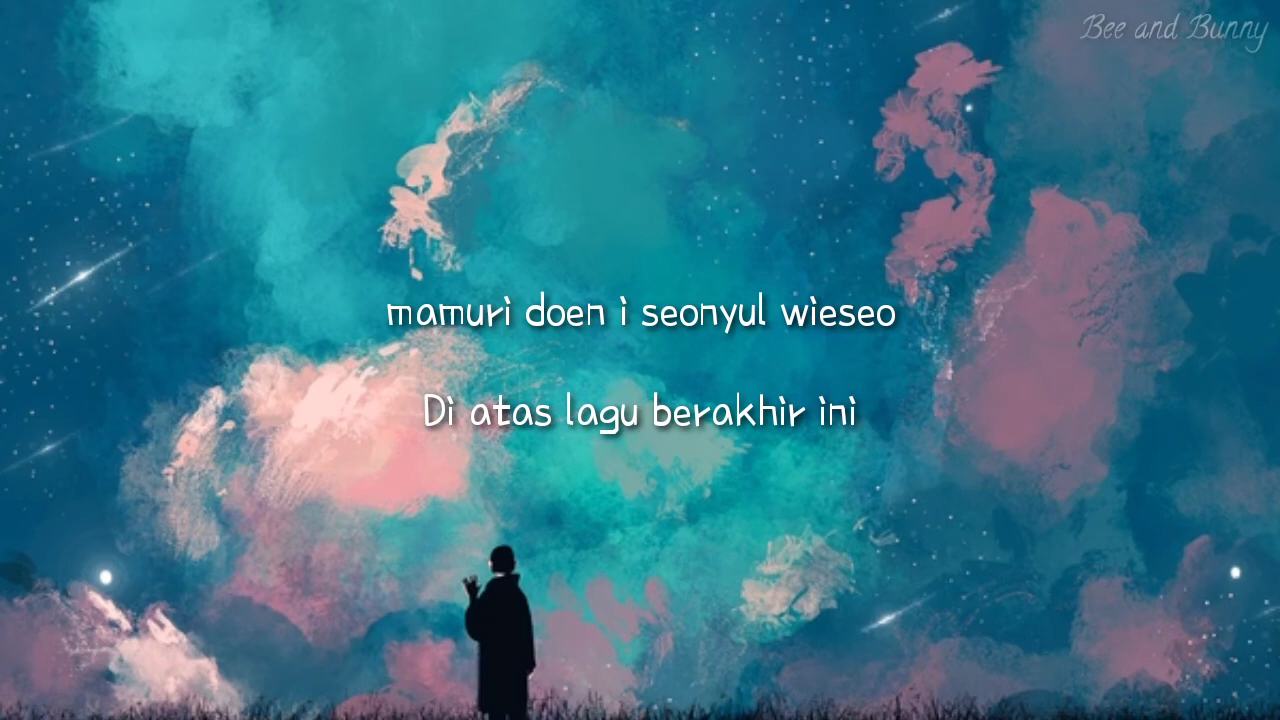 Bee and Bunny
mamuri doen i seonyul wieseo
Di atas lagu berakhir ini